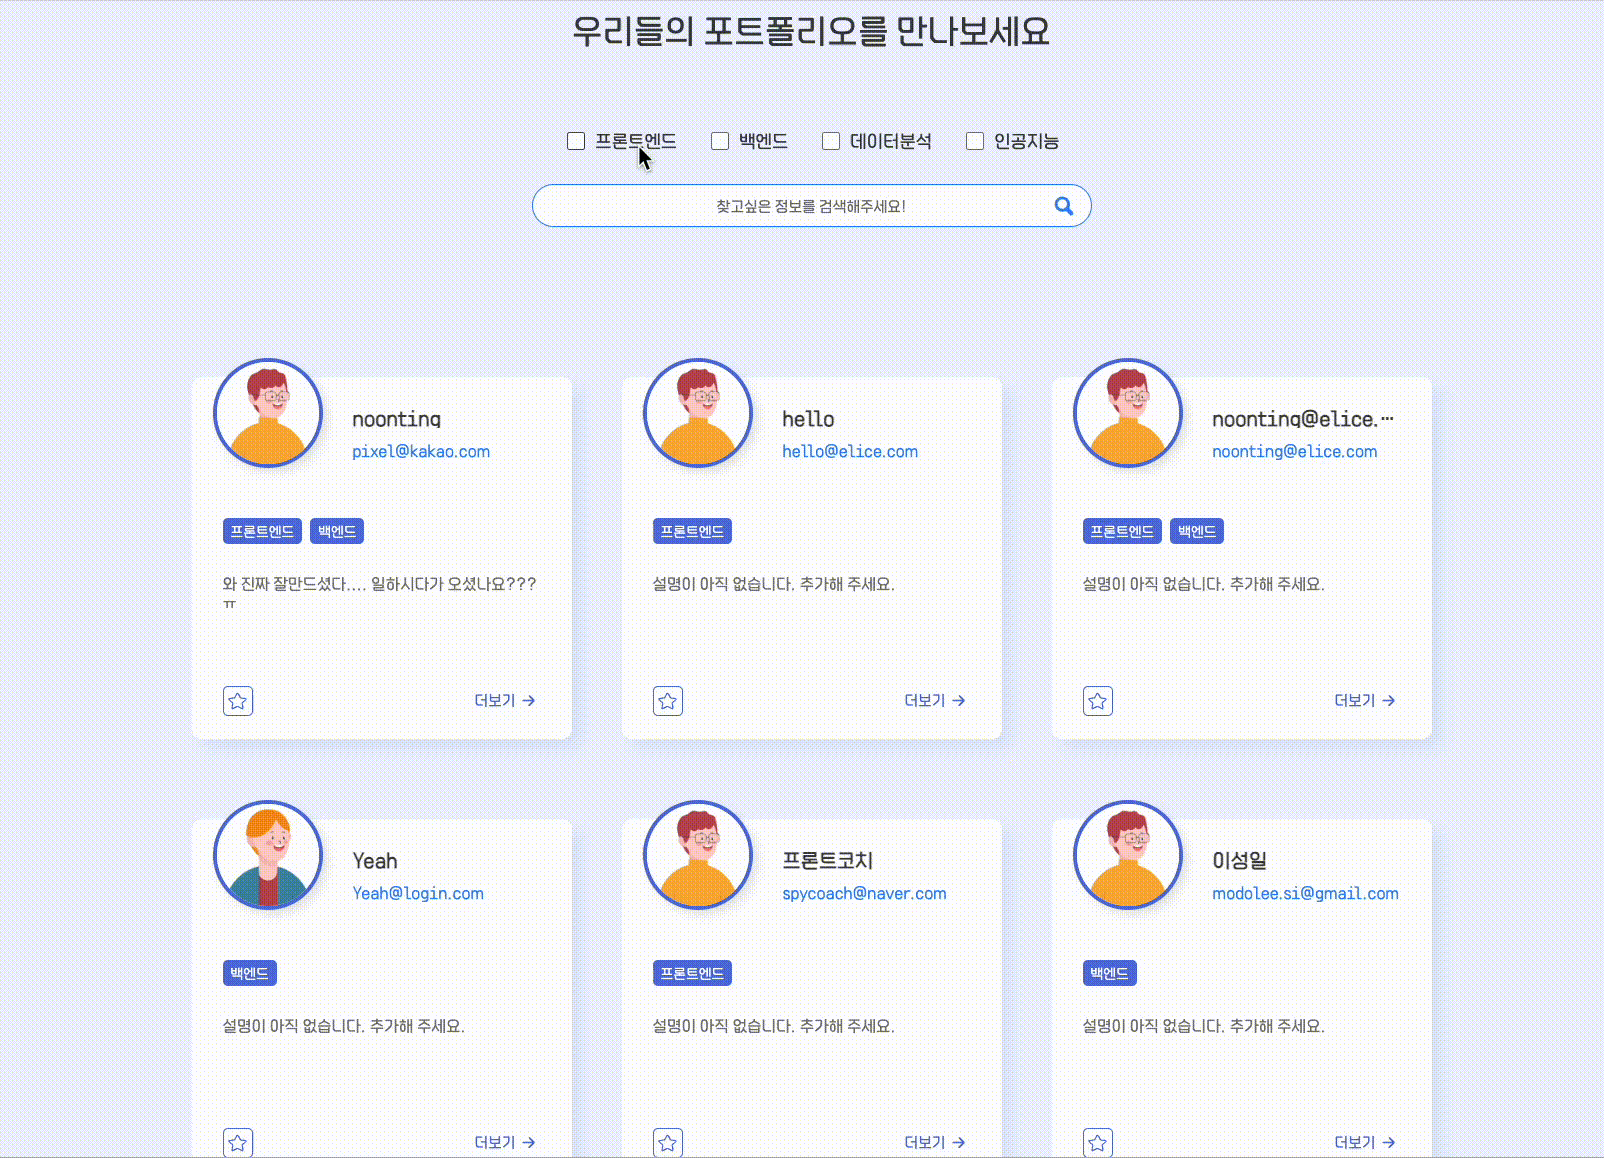 우리들의 포트폴리오를 만나보세요
프론트엔드 백엔드 데이터분석 인공지능
찾고싶은 정보를 검색해주세요!
noonting
pixel@kakao.com
프론트엔드 백엔드
와 진짜 잘만드셨다.... 일하시다가 오셨나요???
ㅠ
더보기 →
hello
hello@elice.com
프론트엔드
설명이 아직 없습니다. 추가해 주세요.
더보기 →
noonting@elice.…
noonting@elice.com
프론트엔드 백엔드
설명이 아직 없습니다. 추가해 주세요.
더보기 →
Yeah
Yeah@login.com
백엔드
설명이 아직 없습니다. 추가해 주세요.
더보기 →
프론트코치
spycoach@naver.com
프론트엔드
설명이 아직 없습니다. 추가해 주세요.
더보기 →
이성일
modolee.si@gmail.com
백엔드
설명이 아직 없습니다. 추가해 주세요.
더보기 →